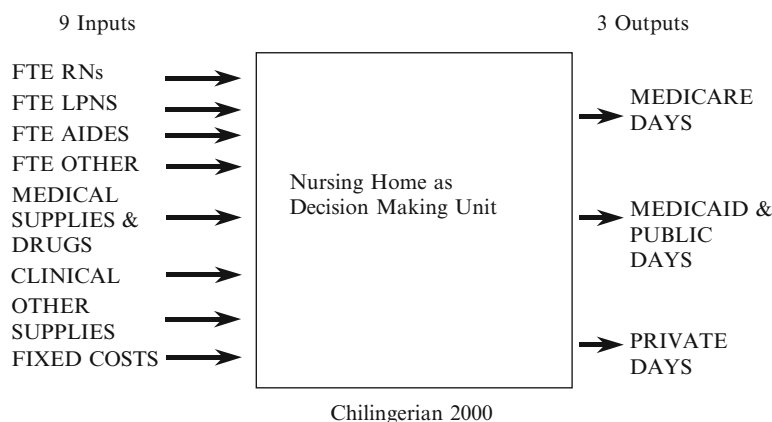 9 Inputs
3 Outputs
FTE RNs
FTE LPNS
FTE AIDES
FTE OTHER
MEDICAL
SUPPLIES &
DRUGS
CLINICAL
OTHER
SUPPLIES
FIXED COSTS
Nursing Home as
Decision Making Unit
MEDICARE
DAYS
MEDICAID &
PUBLIC
DAYS
PRIVATE
DAYS
Chilingerian 2000